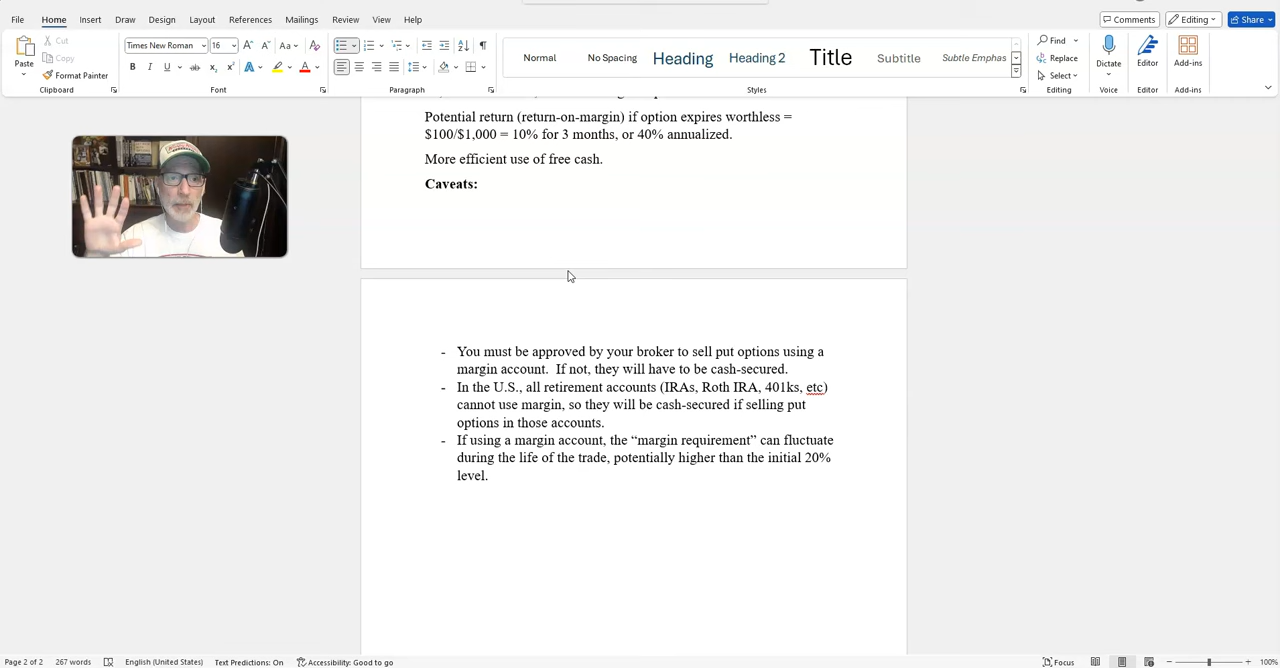 File Home Insert Draw Design Layout References Mailings Review View Help
Comments Editing Share
Paste Cut Copy Format Painter
Clipboard
Times New Roman 16
Font
Paragraph
Normal No Spacing Heading Heading 2 Title Subtitle Subtle Emphas
Styles
Find
Replace
Select
Editing
Dictate
Voice
Editor
Editor
Add-ins
Add-ins
Potential return (return-on-margin) if option expires worthless =
$100/$1,000 = 10% for 3 months, or 40% annualized.
More efficient use of free cash.
Caveats:
- You must be approved by your broker to sell put options using a
margin account.  If not, they will have to be cash-secured.
- In the U.S., all retirement accounts (IRAs, Roth IRA, 401ks, etc)
cannot use margin, so they will be cash-secured if selling put
options in those accounts.
- If using a margin account, the “margin requirement” can fluctuate
during the life of the trade, potentially higher than the initial 20%
level.
Page 2 of 2 267 words English (United States) Text Predictions: On Accessibility: Good to go Focus 100%